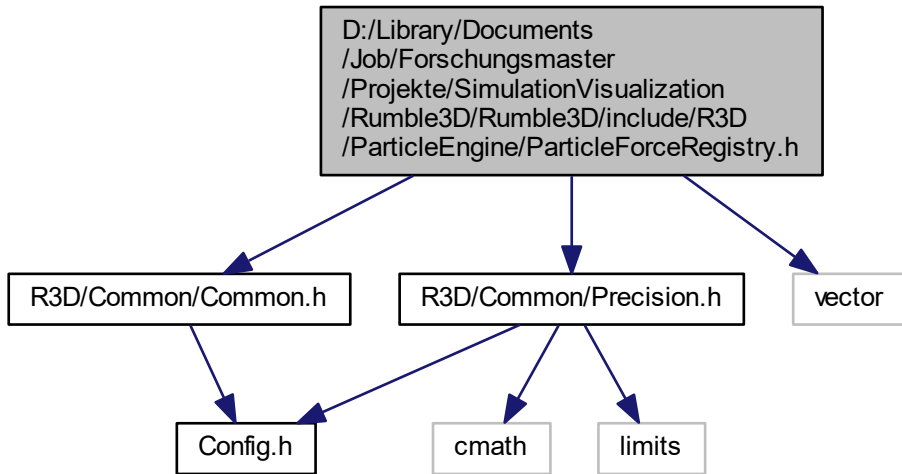 D:/Library/Documents
/Job/Forschungsmaster
/Projekte/SimulationVisualization
/Rumble3D/Rumble3D/include/R3D
/ParticleEngine/ParticleForceRegistry.h
R3D/Common/Common.h
R3D/Common/Precision.h
vector
Config.h
cmath
limits